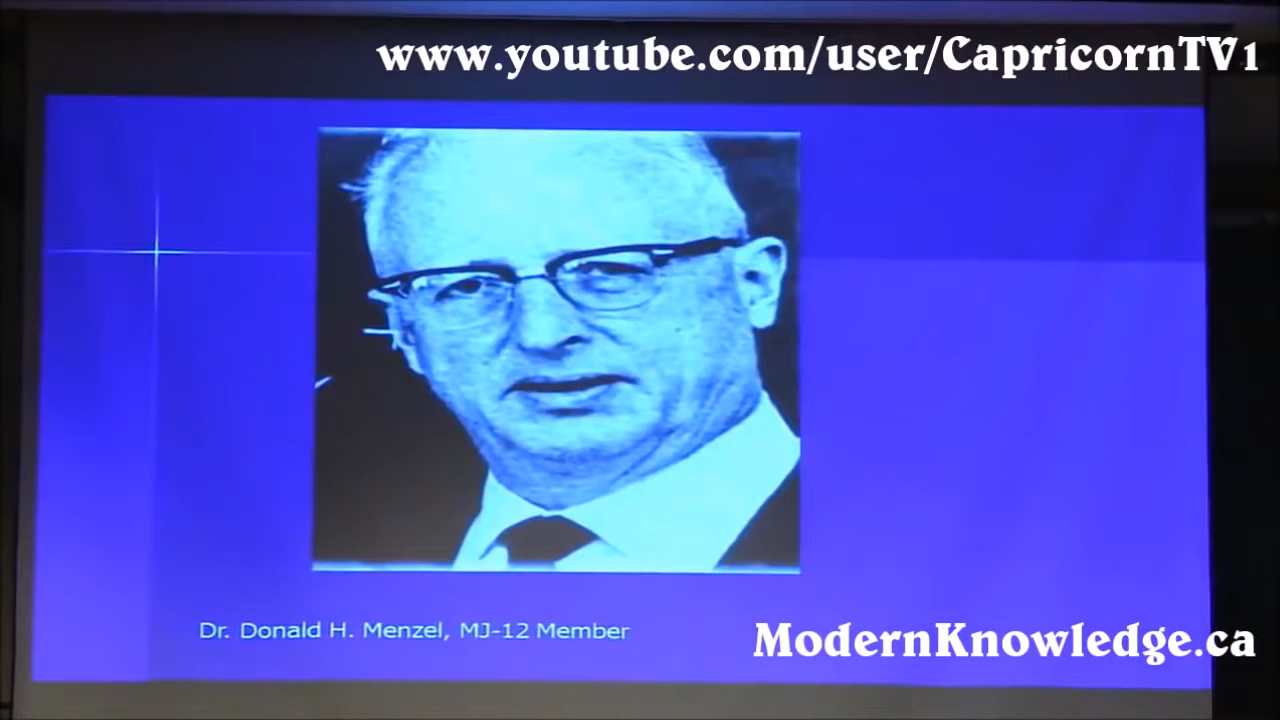 www.youtube.com/user/CapricornTV1
Dr. Donald H. Menzel, MJ-12 Member
ModernKnowledge.ca